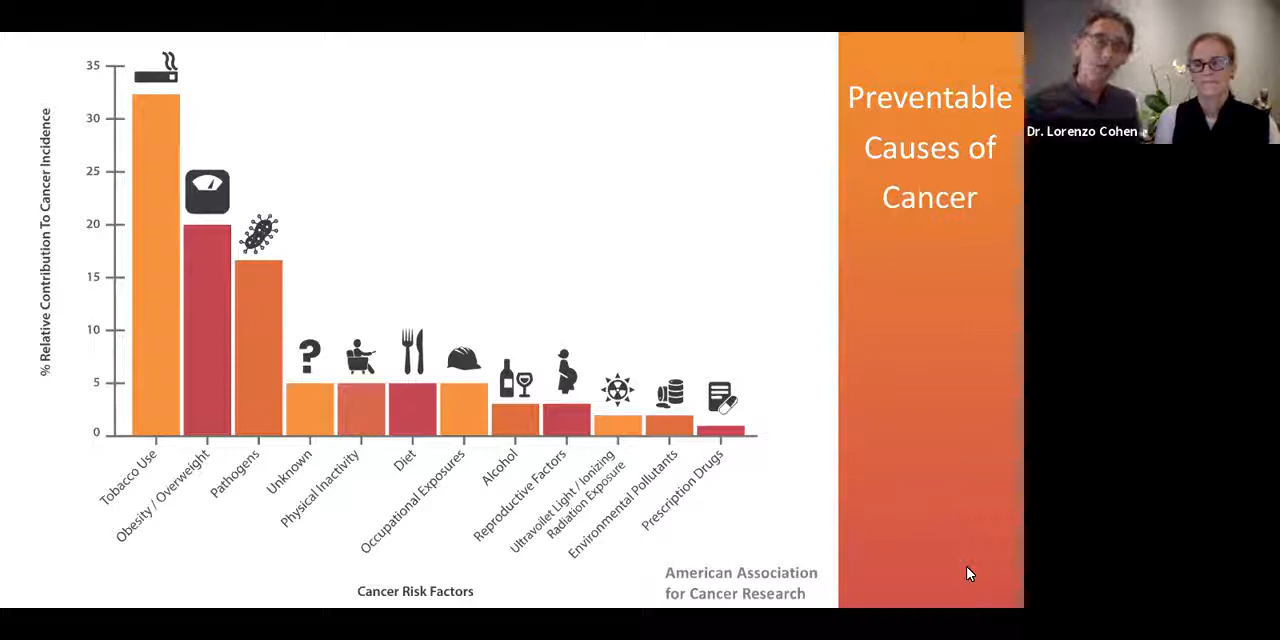 Preventable
Causes of
Cancer
Dr. Lorenzo Cohen
% Relative Contribution To Cancer Incidence
35
30
25
20
15
10
5
0
?
Tobacco Use
Obesity / Overweight
Pathogens
Unknown
Physical Inactivity
Diet
Occupational Exposures
Alcohol
Reproductive Factors
Ultravoilet Light / Ionizing
Radiation Exposure
Environmental Pollutants
Prescription Drugs
Cancer Risk Factors
American Association
for Cancer Research